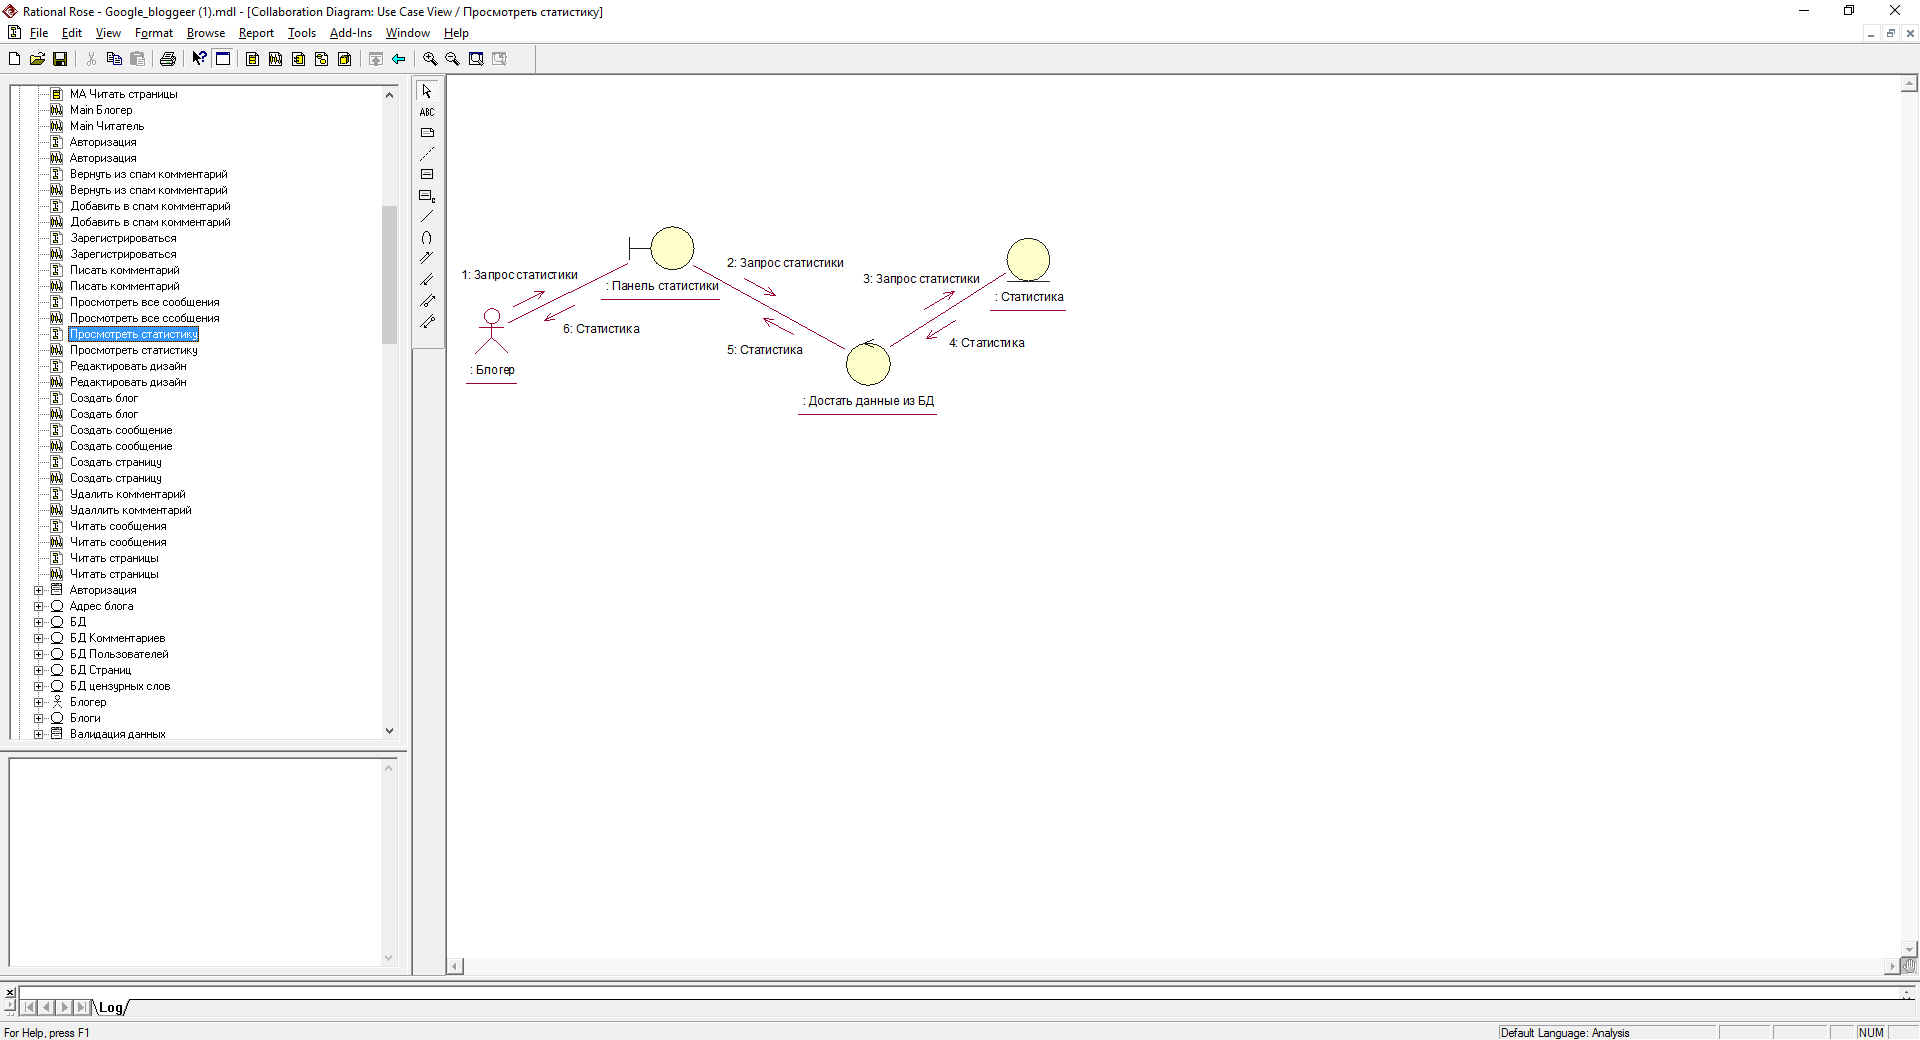 Rational Rose - Google_bloggeer (1).mdl - [Collaboration Diagram: Use Case View / Просмотреть статистику]
File Edit View Format Browse Report Tools Add-Ins Window Help
МА Читать страницы
Main Блогер
Main Читатель
Авторизация
Авторизация
Вернуть из спам комментарий
Вернуть из спам комментарий
Добавить в спам комментарий
Добавить в спам комментарий
Зарегистрироваться
Зарегистрироваться
Писать комментарий
Писать комментарий
Просмотреть все сообщения
Просмотреть все ссобщения
Просмотреть статистику
Просмотреть статистику
Редактировать дизайн
Редактировать дизайн
Создать блог
Создать блог
Создать сообщение
Создать сообщение
Создать страницу
Создать страницу
Удалить комментарий
Удаллить комментарий
Читать сообщения
Читать сообщения
Читать страницы
Читать страницы
Авторизация
Адрес блога
БД
БД Комментариев
БД Пользователей
БД Страниц
БД цензурных слов
Блогер
Блоги
Валидация данных
ABC
1: Запрос статистики
: Панель статистики
2: Запрос статистики
3: Запрос статистики
: Статистика
6: Статистика
5: Статистика
4: Статистика
: Блогер
: Достать данные из БД
Log
For Help, press F1
Default Language: Analysis
NUM